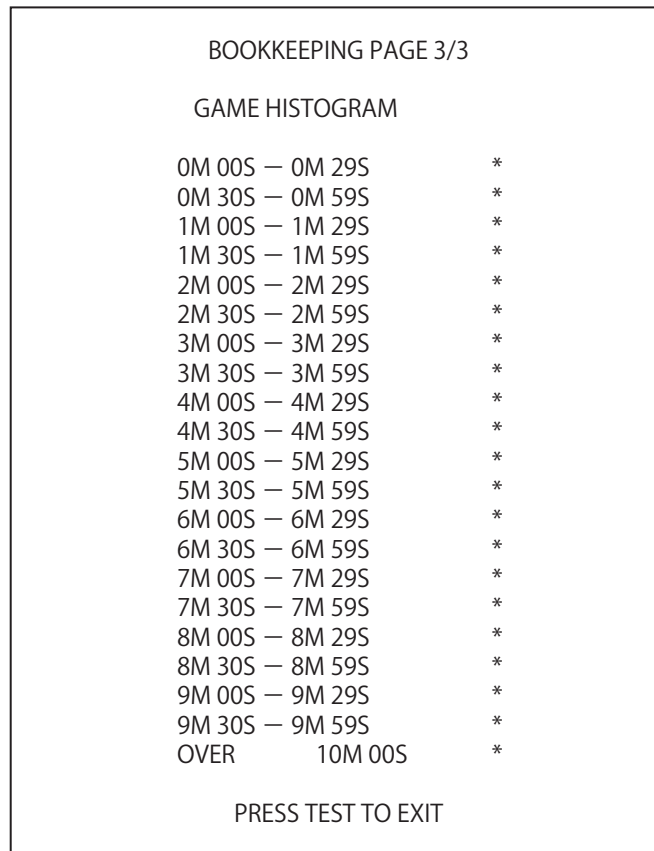 BOOKKEEPING PAGE 3/3
GAME HISTOGRAM
0M 00S － 0M 29S *
0M 30S － 0M 59S *
1M 00S － 1M 29S *
1M 30S － 1M 59S *
2M 00S － 2M 29S *
2M 30S － 2M 59S *
3M 00S － 3M 29S *
3M 30S － 3M 59S *
4M 00S － 4M 29S *
4M 30S － 4M 59S *
5M 00S － 5M 29S *
5M 30S － 5M 59S *
6M 00S － 6M 29S *
6M 30S － 6M 59S *
7M 00S － 7M 29S *
7M 30S － 7M 59S *
8M 00S － 8M 29S *
8M 30S － 8M 59S *
9M 00S － 9M 29S *
9M 30S － 9M 59S *
OVER 10M 00S *
PRESS TEST TO EXIT